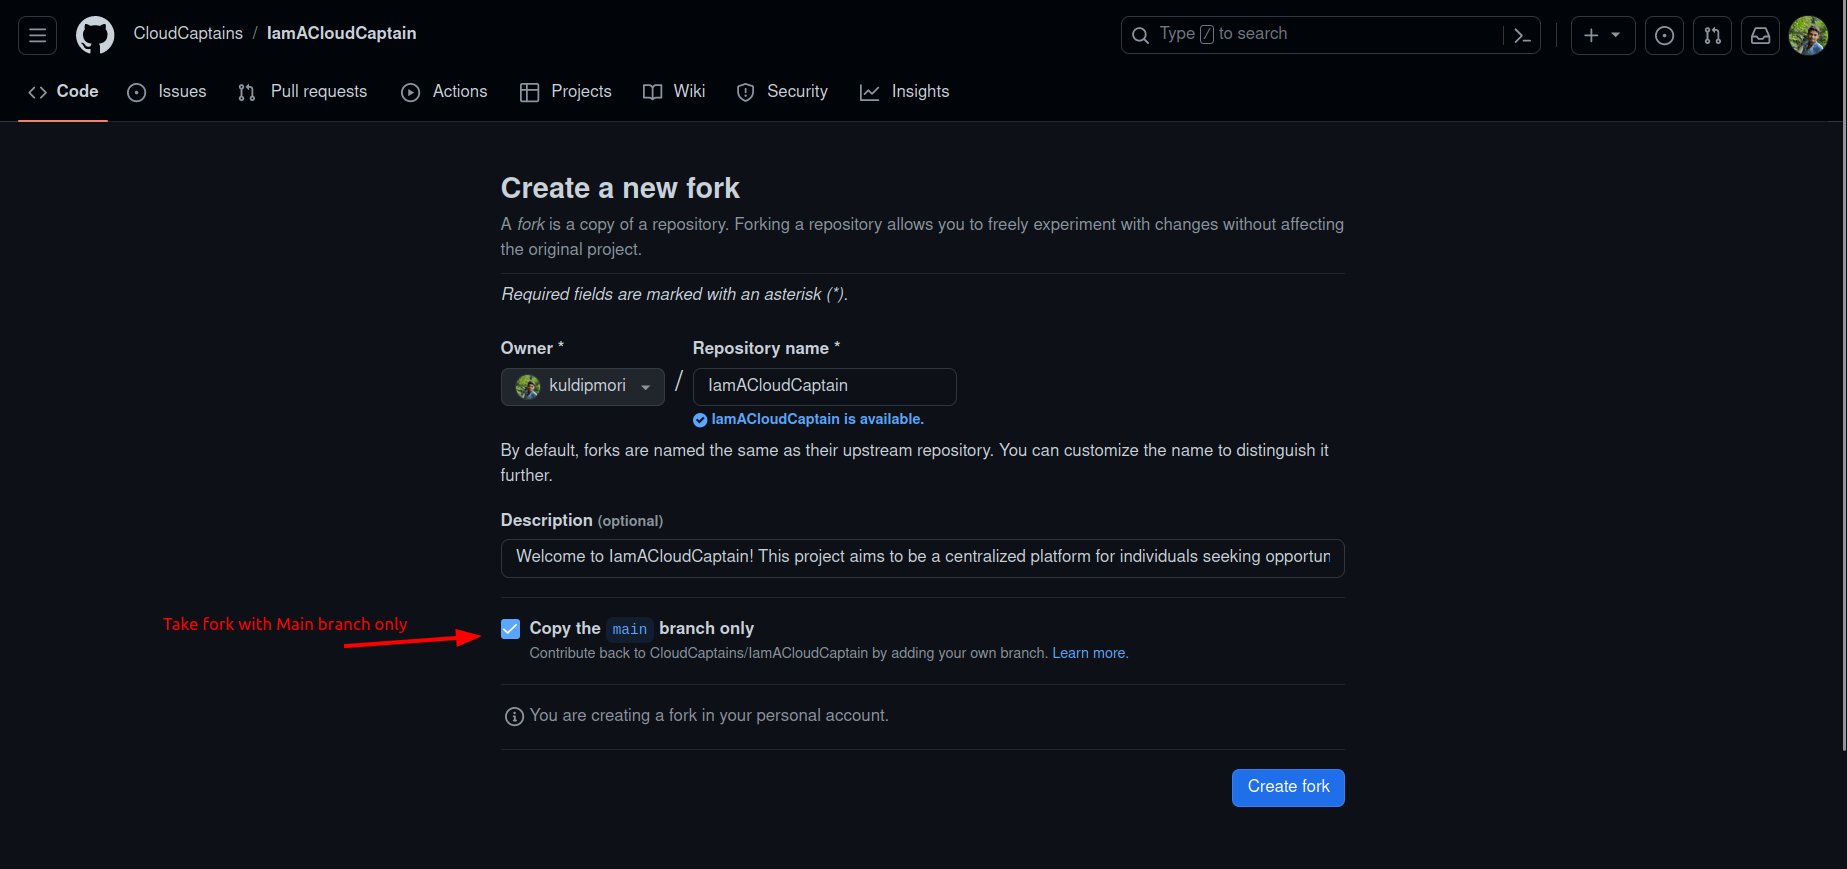 CloudCaptains / IamACloudCaptain
Type / to search
Code Issues Pull requests Actions Projects Wiki Security Insights
Create a new fork
A fork is a copy of a repository. Forking a repository allows you to freely experiment with changes without affecting
the original project.
Required fields are marked with an asterisk (*).
Owner * Repository name *
kuldipmori / IamACloudCaptain
IamACloudCaptain is available.
By default, forks are named the same as their upstream repository. You can customize the name to distinguish it
further.
Description (optional)
Welcome to IamACloudCaptain! This project aims to be a centralized platform for individuals seeking opportun
Take fork with Main branch only
Copy the main branch only
Contribute back to CloudCaptains/IamACloudCaptain by adding your own branch. Learn more.
You are creating a fork in your personal account.
Create fork